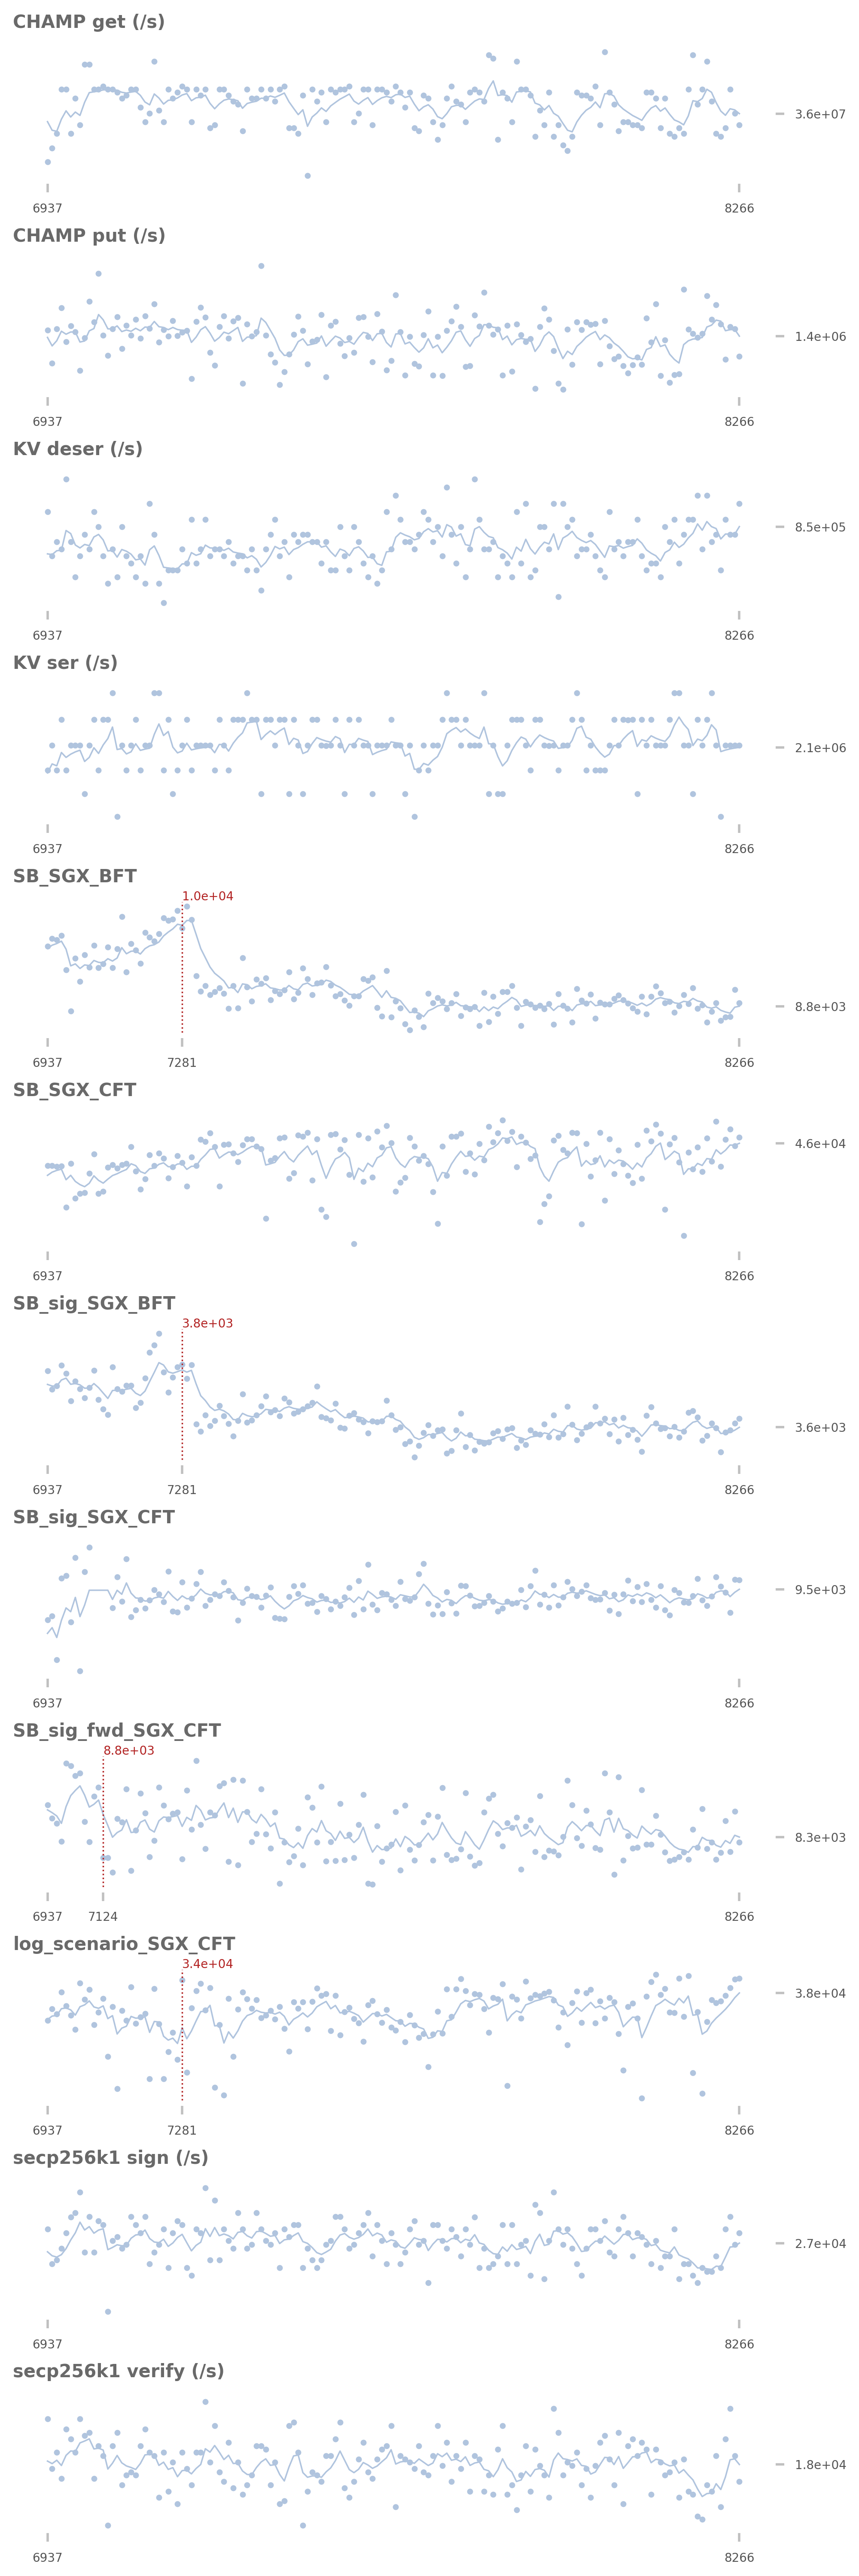 CHAMP get (/s)
3.6e+07
6937 8266
CHAMP put (/s)
1.4e+06
6937 8266
KV deser (/s)
8.5e+05
6937 8266
KV ser (/s)
2.1e+06
6937 8266
SB_SGX_BFT
1.0e+04
8.8e+03
6937 7281 8266
SB_SGX_CFT
4.6e+04
6937 8266
SB_sig_SGX_BFT
3.8e+03
3.6e+03
6937 7281 8266
SB_sig_SGX_CFT
9.5e+03
6937 8266
SB_sig_fwd_SGX_CFT
8.8e+03
8.3e+03
6937 7124 8266
log_scenario_SGX_CFT
3.4e+04
3.8e+04
6937 7281 8266
secp256k1 sign (/s)
2.7e+04
6937 8266
secp256k1 verify (/s)
1.8e+04
6937 8266